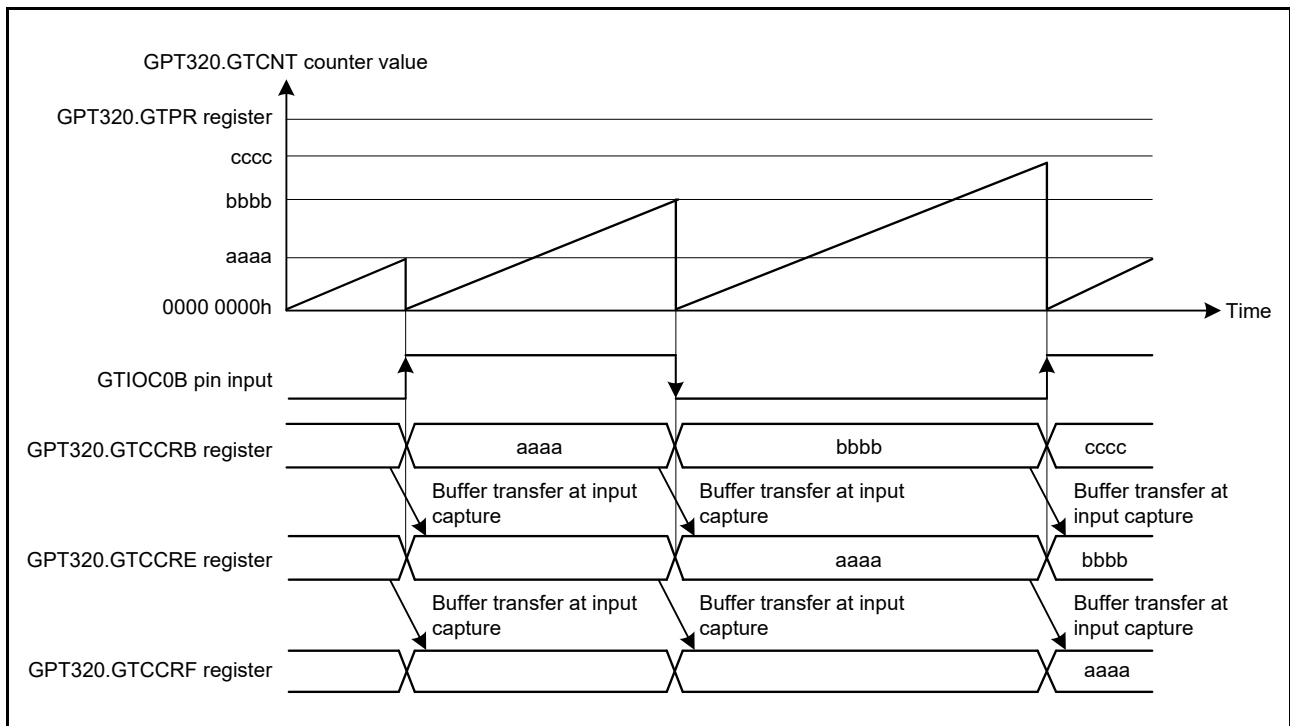 GPT320.GTCNT counter value
GPT320.GTPR register
cccc
bbbb
aaaa
0000 0000h
Time
GTIOC0B pin input
GPT320.GTCCRB register
aaaa
bbbb
cccc
Buffer transfer at input
capture
Buffer transfer at input
capture
Buffer transfer at
input capture
GPT320.GTCCRE register
aaaa
bbbb
Buffer transfer at input
capture
Buffer transfer at input
capture
Buffer transfer at
input capture
GPT320.GTCCRF register
aaaa